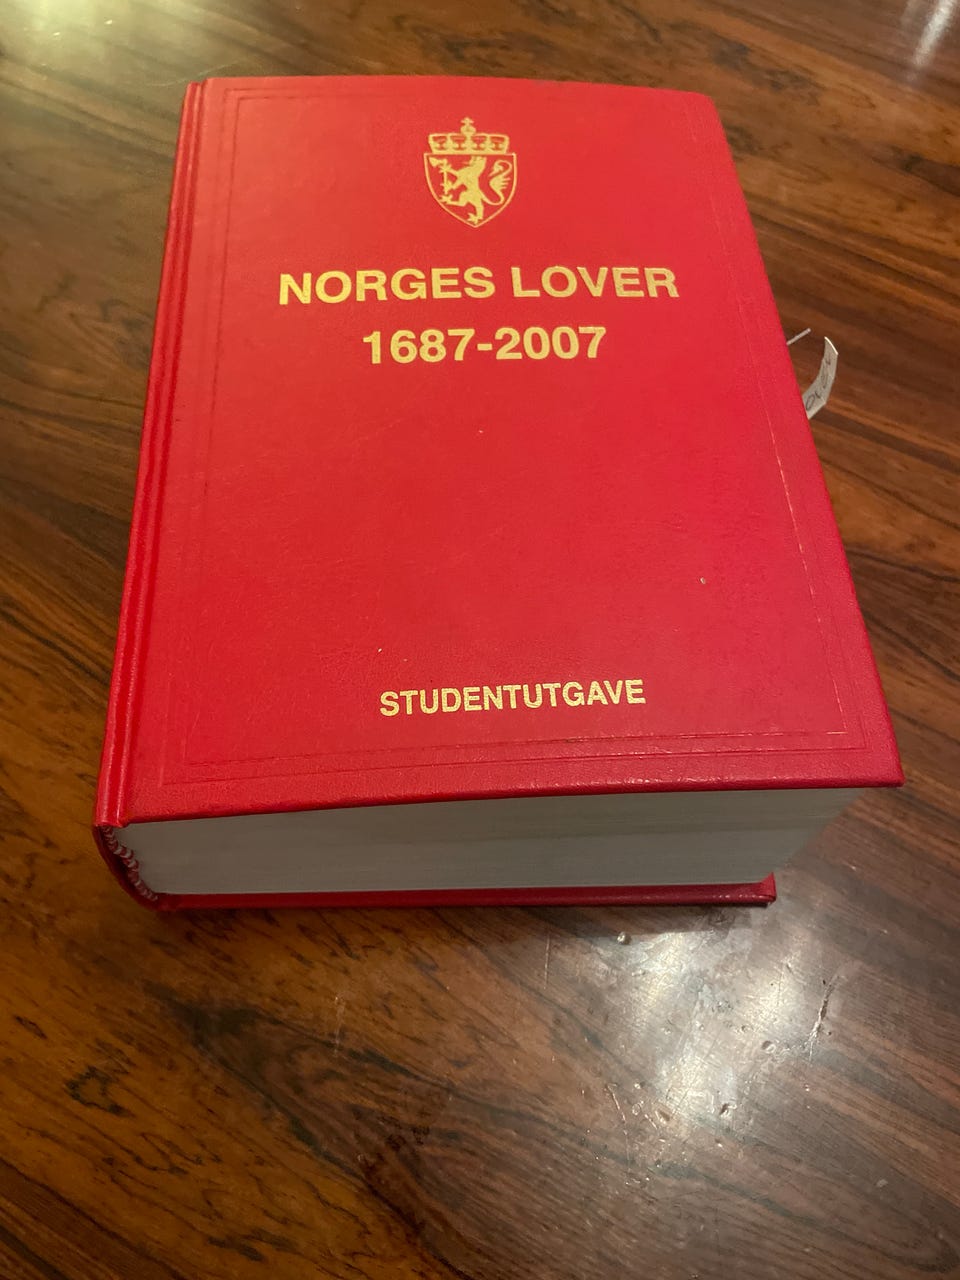 NORGES LOVER
1687-2007
STUDENTUTGAVE